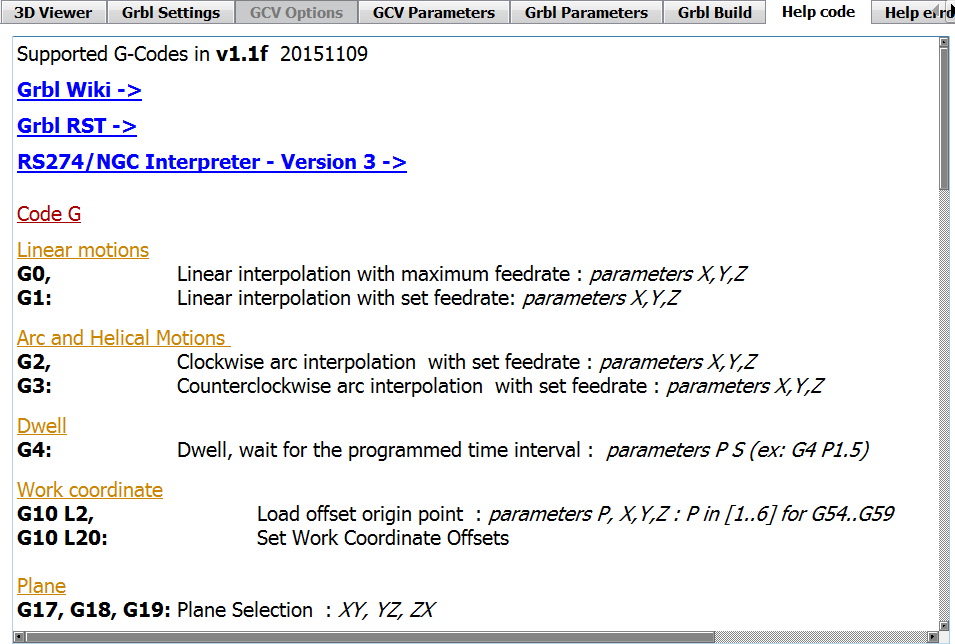 3D Viewer Grbl Settings GCV Options GCV Parameters Grbl Parameters Grbl Build Help code Help
Supported G-Codes in v1.1f 20151109
Grbl Wiki ->
Grbl RST ->
RS274/NGC Interpreter - Version 3 ->
Code G
Linear motions
G0, Linear interpolation with maximum feedrate : parameters X,Y,Z
G1: Linear interpolation with set feedrate: parameters X,Y,Z
Arc and Helical Motions
G2, Clockwise arc interpolation with set feedrate : parameters X,Y,Z
G3: Counterclockwise arc interpolation with set feedrate : parameters X,Y,Z
Dwell
G4: Dwell, wait for the programmed time interval : parameters P S (ex: G4 P1.5)
Work coordinate
G10 L2, Load offset origin point : parameters P, X,Y,Z : P in [1..6] for G54..G59
G10 L20: Set Work Coordinate Offsets
Plane
G17, G18, G19: Plane Selection : XY, YZ, ZX